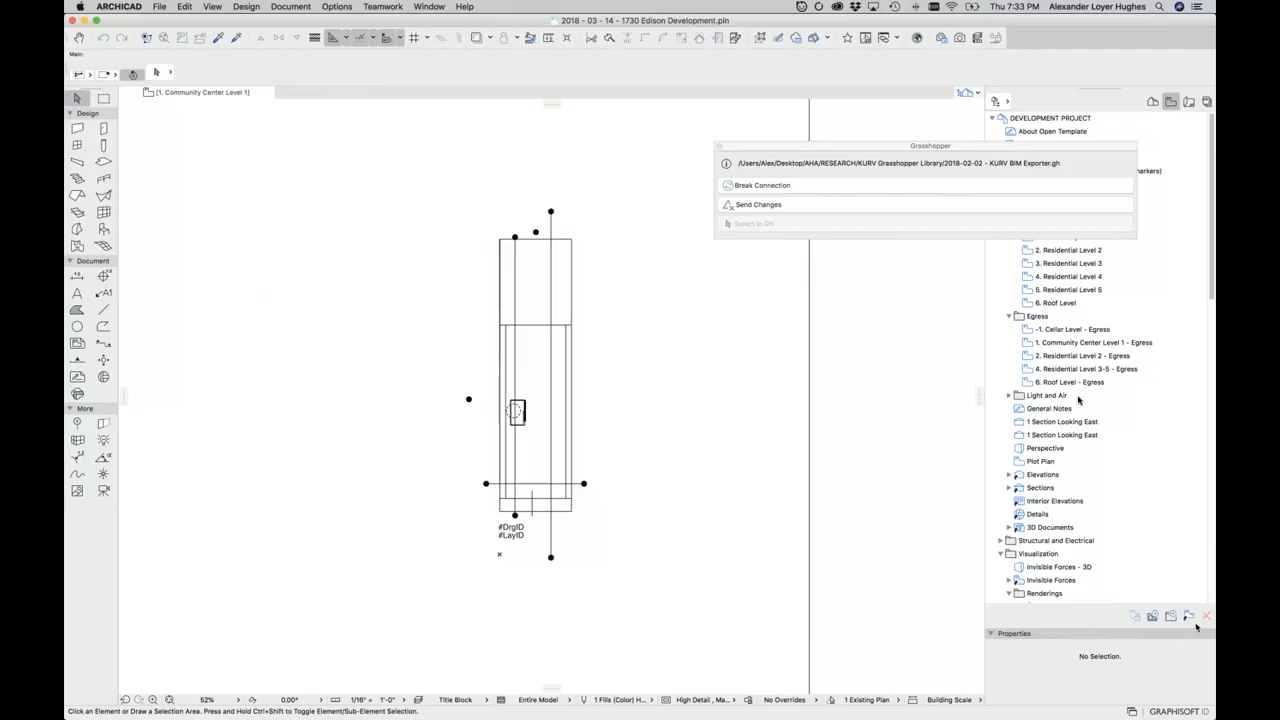 ARCHICAD File Edit View Design Document Options Teamwork Window Help Thu 7:33 PM Alexander Loyer Hughes
2018 - 03 - 14 - 1730 Edison Development.pln
Main:
[1. Community Center Level 1]
Design
Document
A
A1
More
#DrgID
#LayID
Grasshopper
/Users/Alex/Desktop/AHA/RESEARCH/KURV Grasshopper Library/2018-02-02 - KURV BIM Exporter.gh
Break Connection
Send Changes
Select in GH
DEVELOPMENT PROJECT
About Open Template
markers)
2. Residential Level 2
3. Residential Level 3
4. Residential Level 4
5. Residential Level 5
6. Roof Level
Egress
-1. Cellar Level - Egress
1. Community Center Level 1 - Egress
2. Residential Level 2 - Egress
4. Residential Level 3-5 - Egress
6. Roof Level - Egress
Light and Air
General Notes
1 Section Looking East
1 Section Looking East
Perspective
Plot Plan
Elevations
Sections
Interior Elevations
Details
3D Documents
Structural and Electrical
Visualization
Invisible Forces - 3D
Invisible Forces
Renderings
Properties
No Selection.
52% 0.00° 1/16" = 1'-0" Title Block Entire Model 1 Fills (Color) H... High Detail , M... No Overrides 1 Existing Plan Building Scale
Click an Element or Draw a Selection Area. Press and Hold Ctrl+Shift to Toggle Element/Sub-Element Selection. GRAPHISOFT ID